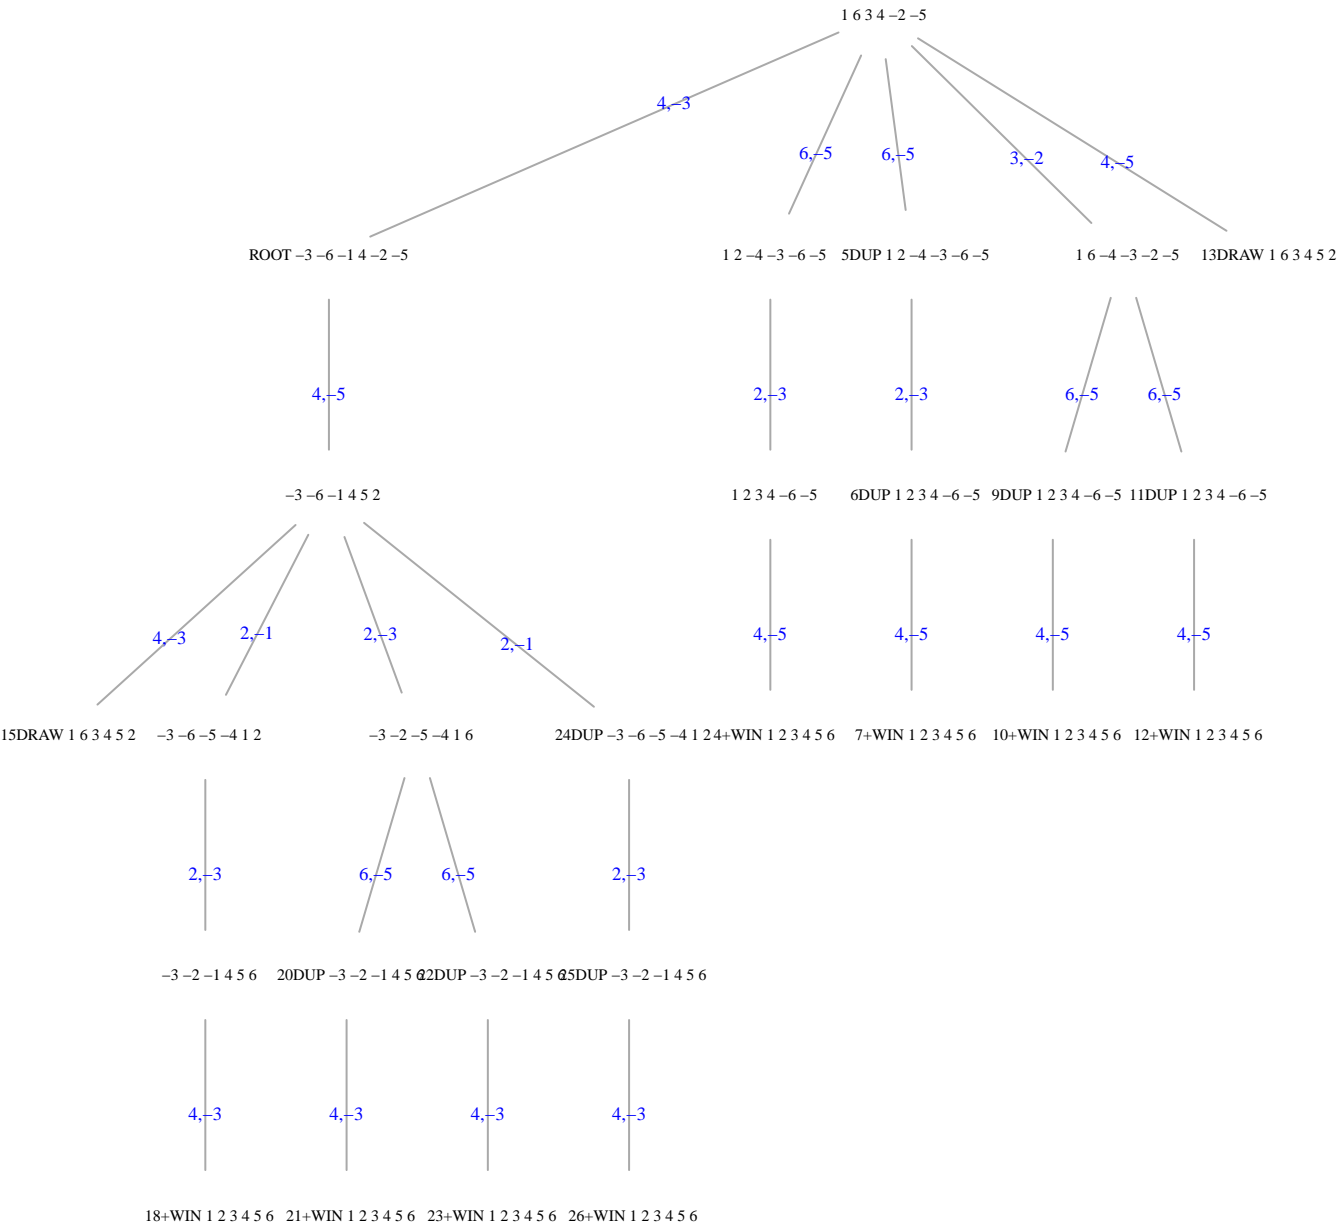 1 6 3 4 −2 −5
4,−3
6,−5 6,−5 3,−2 4,−5
ROOT −3 −6 −1 4 −2 −5 1 2 −4 −3 −6 −5 5DUP 1 2 −4 −3 −6 −5 1 6 −4 −3 −2 −5 13DRAW 1 6 3 4 5 2
4,−5 2,−3 2,−3 6,−5 6,−5
−3 −6 −1 4 5 2 1 2 3 4 −6 −5 6DUP 1 2 3 4 −6 −5 9DUP 1 2 3 4 −6 −5 11DUP 1 2 3 4 −6 −5
4,−3 2,−1 2,−3 2,−1 4,−5 4,−5 4,−5 4,−5
15DRAW 1 6 3 4 5 2 −3 −6 −5 −4 1 2 −3 −2 −5 −4 1 6 24DUP −3 −6 −5 −4 1 2 4+WIN 1 2 3 4 5 6 7+WIN 1 2 3 4 5 6 10+WIN 1 2 3 4 5 6 12+WIN 1 2 3 4 5 6
2,−3 6,−5 6,−5 2,−3
−3 −2 −1 4 5 6 20DUP −3 −2 −1 4 5 6 22DUP −3 −2 −1 4 5 6 25DUP −3 −2 −1 4 5 6
4,−3 4,−3 4,−3 4,−3
18+WIN 1 2 3 4 5 6 21+WIN 1 2 3 4 5 6 23+WIN 1 2 3 4 5 6 26+WIN 1 2 3 4 5 6